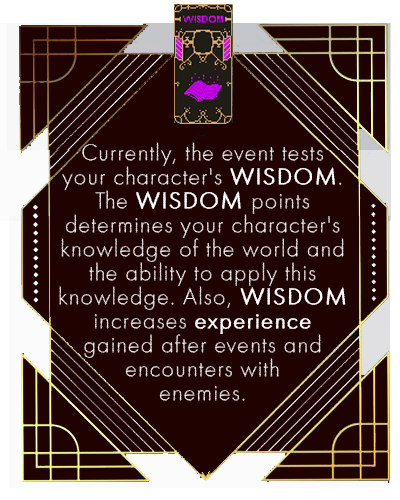 WISDOM
Currently, the event tests
your character's WISDOM.
The WISDOM points
determines your character's
knowledge of the world and
the ability to apply this
knowledge. Also, WISDOM
increases experience
gained after events and
encounters with
enemies.